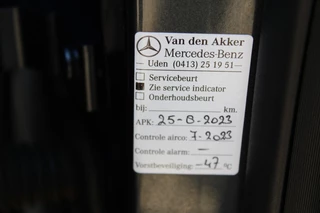 Van den Akker
Mercedes-Benz
Uden (0413) 25 19 51
Servicebeurt
Zie service indicator
Onderhoudsbeurt
bij: km.
APK: 25-8-2023
Controle airco: 7-2023
Controle alarm: —
Vorstbeveiliging: -47 °C